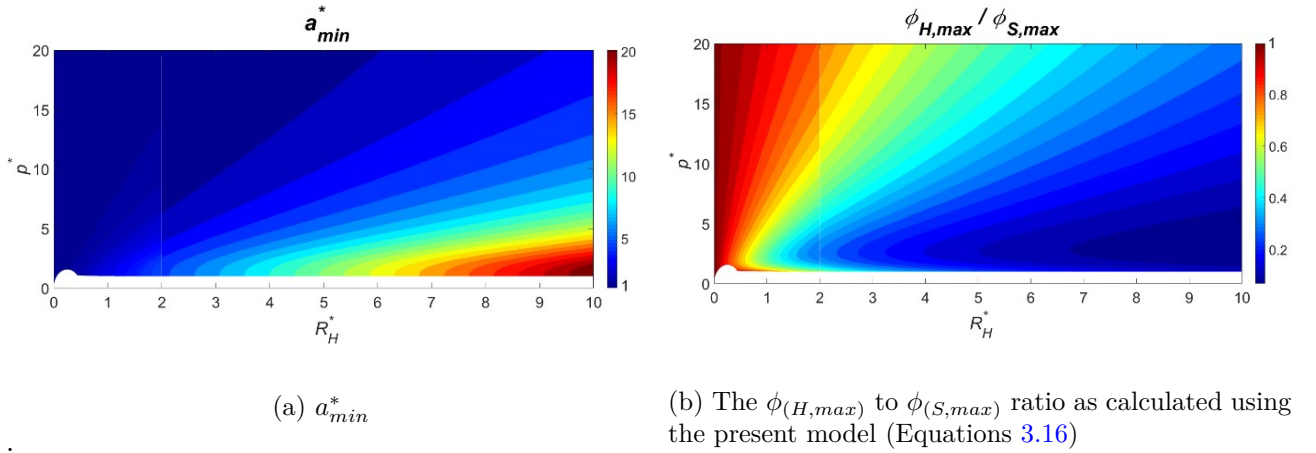 a*min
20
15
10
5
0
p*
0 1 2 3 4 5 6 7 8 9 10
R*H
20
15
10
5
1
ϕH,max / ϕS,max
20
15
10
5
0
p*
0 1 2 3 4 5 6 7 8 9 10
R*H
1
0.8
0.6
0.4
0.2
(a) a*min
.
(b) The ϕ(H,max) to ϕ(S,max) ratio as calculated using
the present model (Equations 3.16)